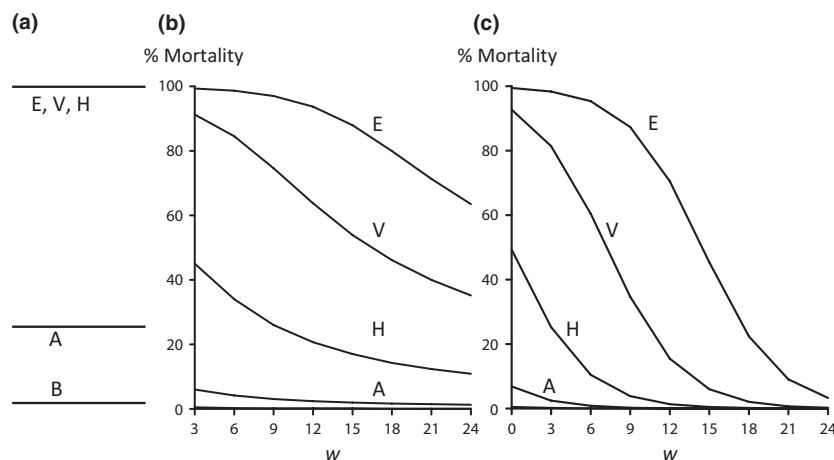 (a)
E, V, H
A
B
(b)
% Mortality
100
80
60
40
20
0
E
V
H
A
3 6 9 12 15 18 21 24
w
(c)
% Mortality
100
80
60
40
20
0
E
V
H
A
0 3 6 9 12 15 18 21 24
w